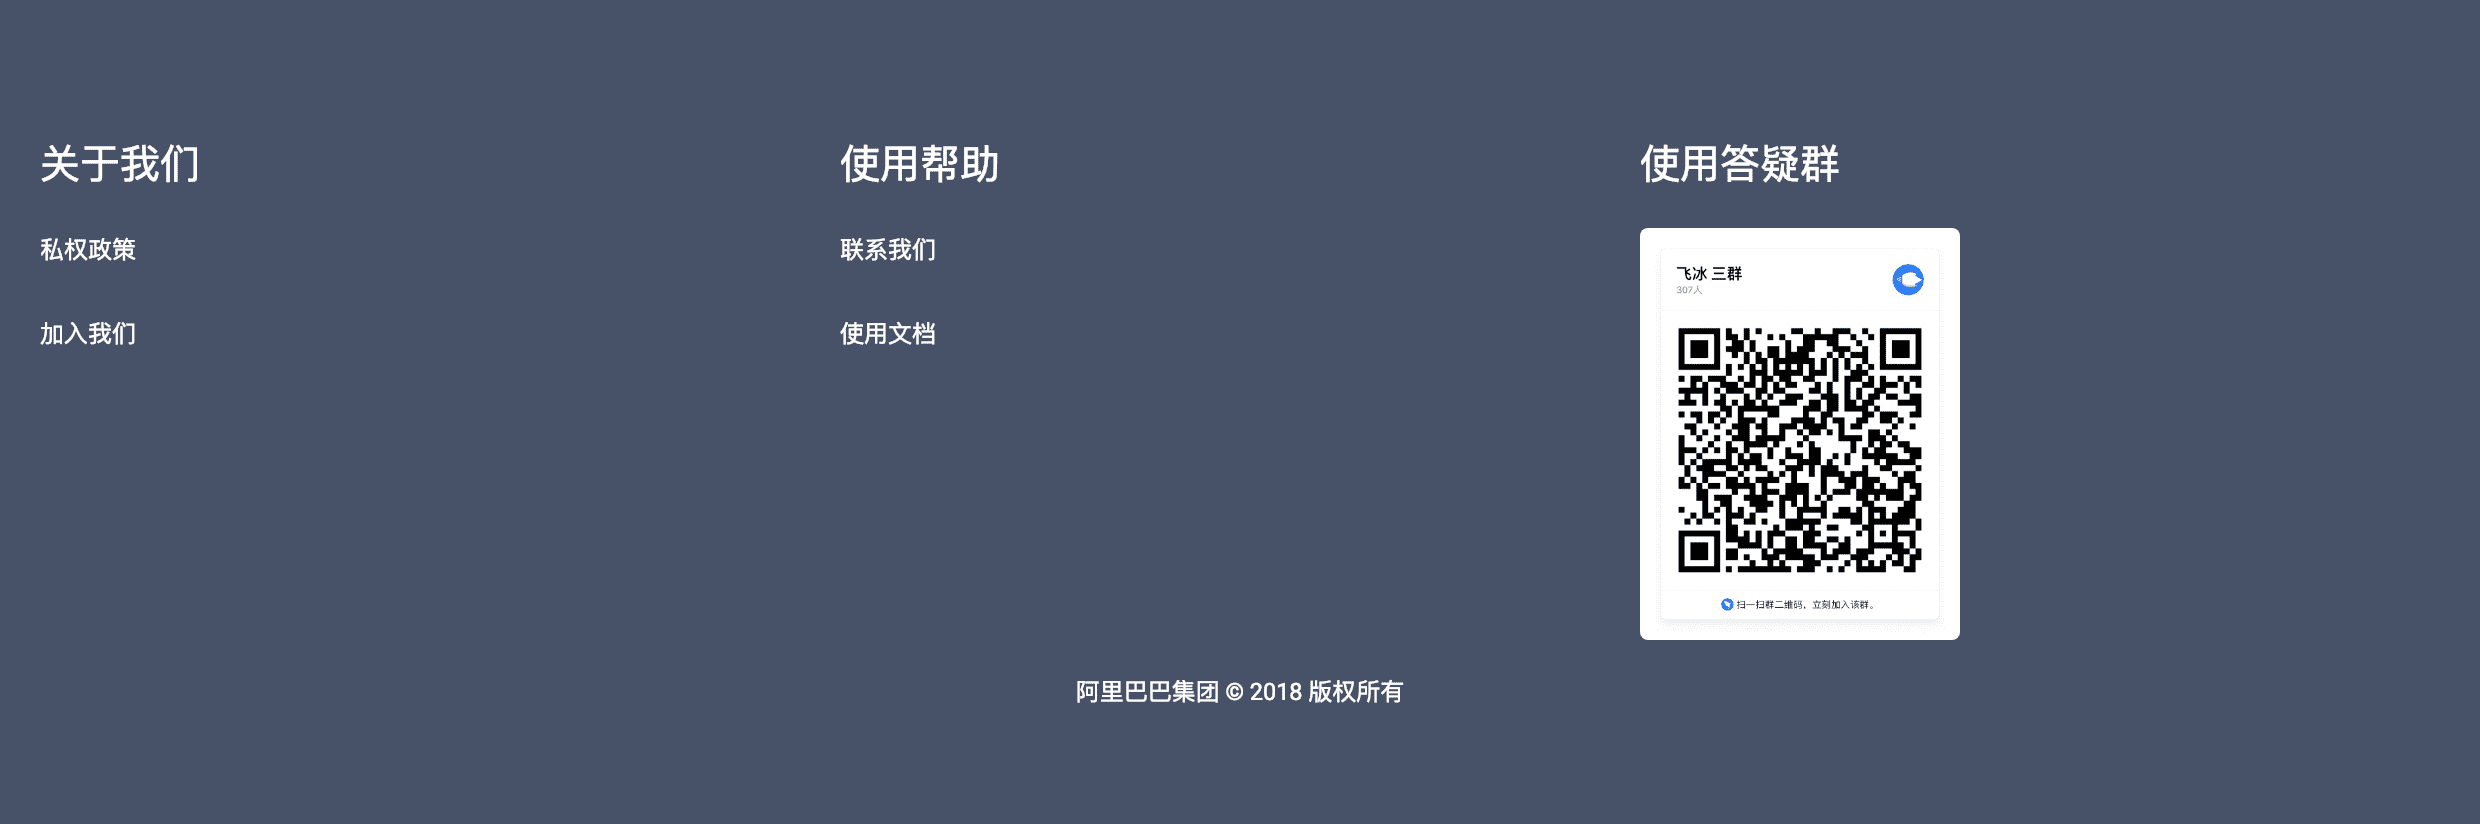 关于我们
私权政策
加入我们
使用帮助
联系我们
使用文档
使用答疑群
飞冰 三群
307人
扫一扫群二维码，立刻加入该群。
阿里巴巴集团 © 2018 版权所有